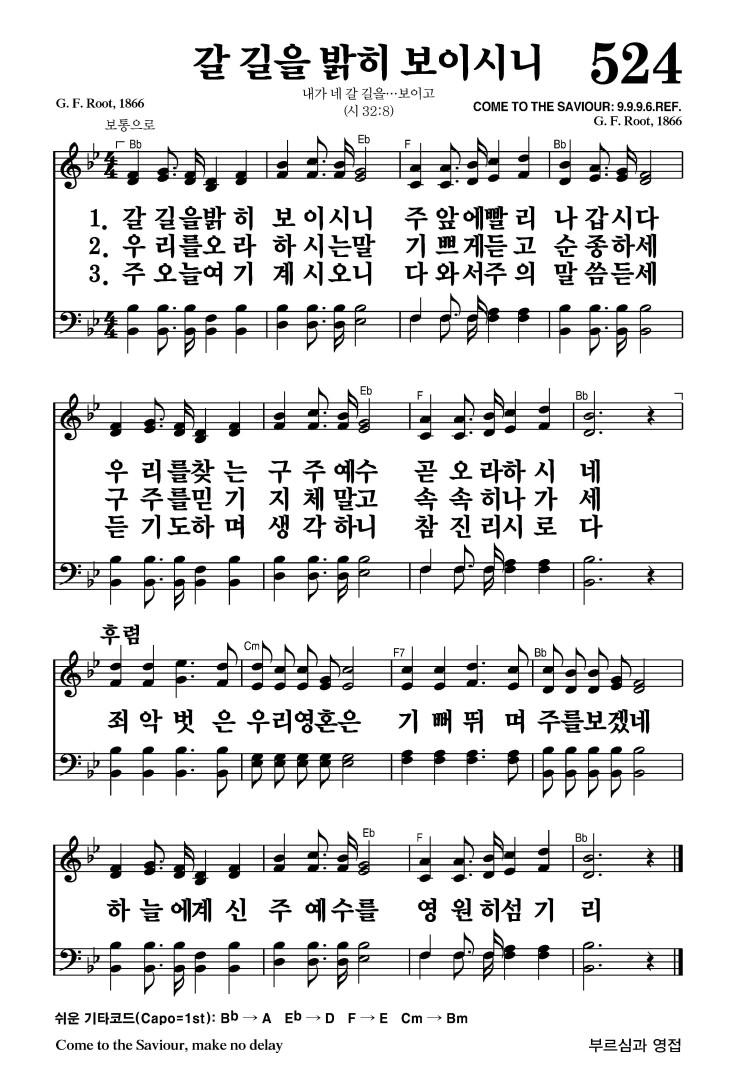 갈 길을 밝히 보이시니 524
내가 네 갈 길을…보이고
(시 32:8)
G. F. Root, 1866
COME TO THE SAVIOUR: 9.9.9.6.REF.
G. F. Root, 1866
보통으로
Bb Eb F Bb
1. 갈 길을밝 히 보 이시니 주 앞에빨 리 나 갑시다
2. 우 리를오 라 하 시는말 기 쁘게듣 고 순 종하세
3. 주 오늘여 기 계 시오니 다 와서주 의 말 씀듣세
Eb F Bb
우 리를찾 는 구 주 예수 곧 오 라하 시 네
구 주를믿 기 지 체 말고 속 속 히나 가 세
듣 기도하 며 생 각 하니 참 진 리시 로 다
후렴
Cm F7 Bb
죄 악 벗 은 우리영혼은 기 뻐 뛰 며 주를보겠네
Eb F Bb
하 늘 에계 신 주 예 수를 영 원 히섬 기 리
쉬운 기타코드(Capo=1st): Bb → A Eb → D F → E Cm → Bm
Come to the Saviour, make no delay
부르심과 영접